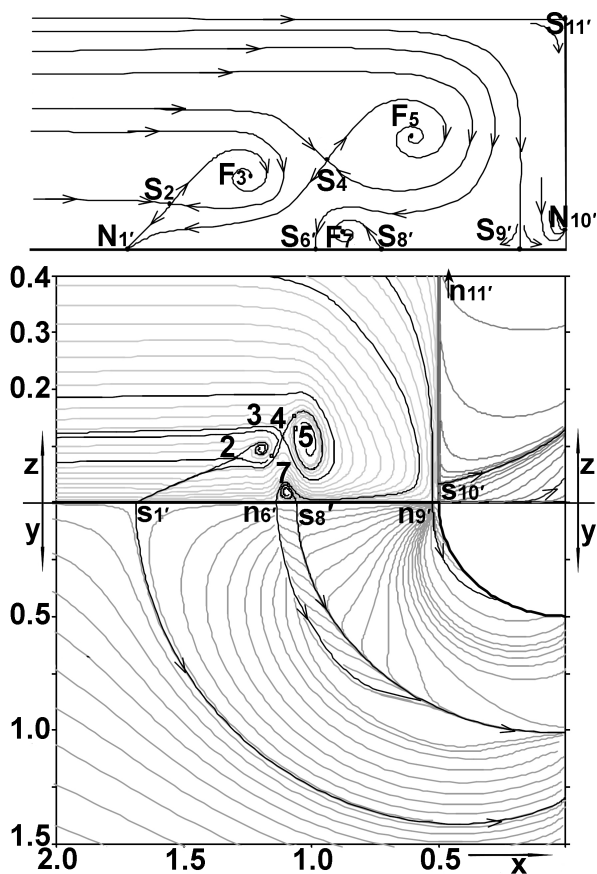 S11′
F5
F3
S4
S2
N1′ S6′ F7 S8′ S9′ N10′
0.4 n11′
0.3
0.2
3 4 5
2
z 7 z
s1′ n6′ s8′ n9′ s10′
y y
0.5
1.0
1.5
2.0 1.5 1.0 0.5 x